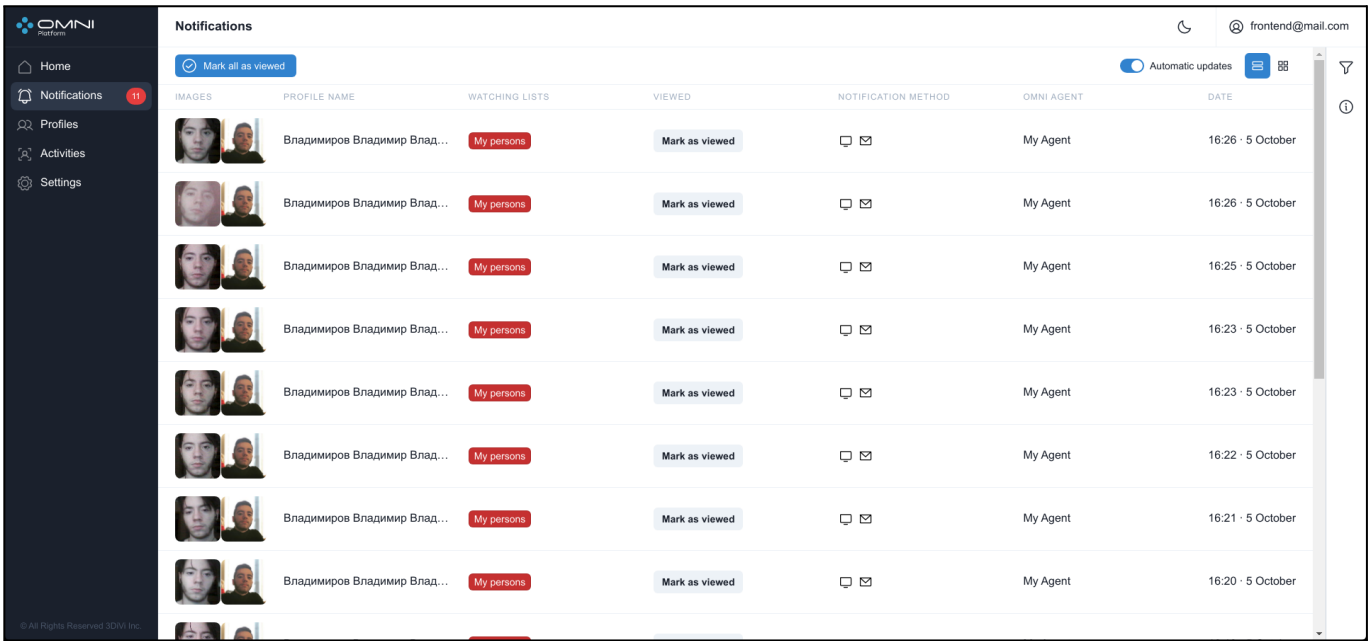 OMNI
Platform
Notifications
frontend@mail.com
Home
Notifications 11
Profiles
Activities
Settings
Mark all as viewed
Automatic updates
IMAGES PROFILE NAME WATCHING LISTS VIEWED NOTIFICATION METHOD OMNI AGENT DATE
Владимиров Владимир Влад... My persons Mark as viewed My Agent 16:26 · 5 October
Владимиров Владимир Влад... My persons Mark as viewed My Agent 16:26 · 5 October
Владимиров Владимир Влад... My persons Mark as viewed My Agent 16:25 · 5 October
Владимиров Владимир Влад... My persons Mark as viewed My Agent 16:23 · 5 October
Владимиров Владимир Влад... My persons Mark as viewed My Agent 16:23 · 5 October
Владимиров Владимир Влад... My persons Mark as viewed My Agent 16:22 · 5 October
Владимиров Владимир Влад... My persons Mark as viewed My Agent 16:21 · 5 October
Владимиров Владимир Влад... My persons Mark as viewed My Agent 16:20 · 5 October
© All Rights Reserved 3DiVi Inc.